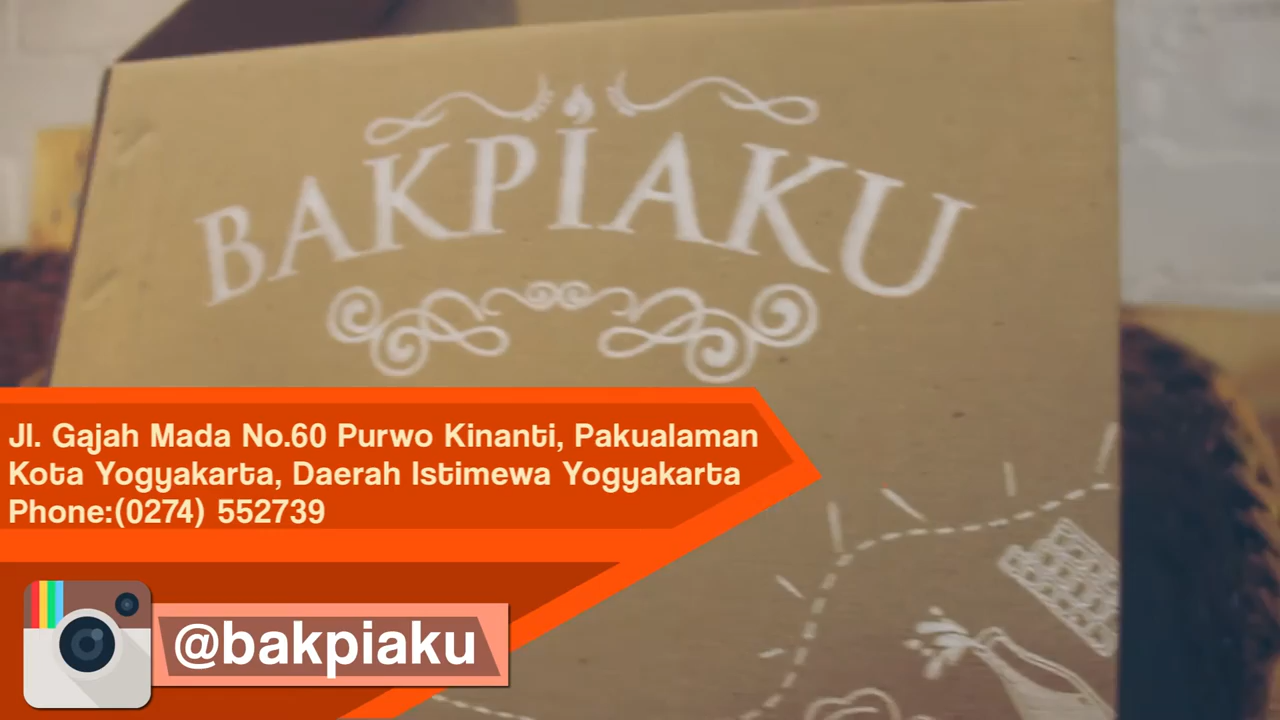 BAKPIAKU
Jl. Gajah Mada No.60 Purwo Kinanti, Pakualaman
Kota Yogyakarta, Daerah Istimewa Yogyakarta
Phone:(0274) 552739
@bakpiaku